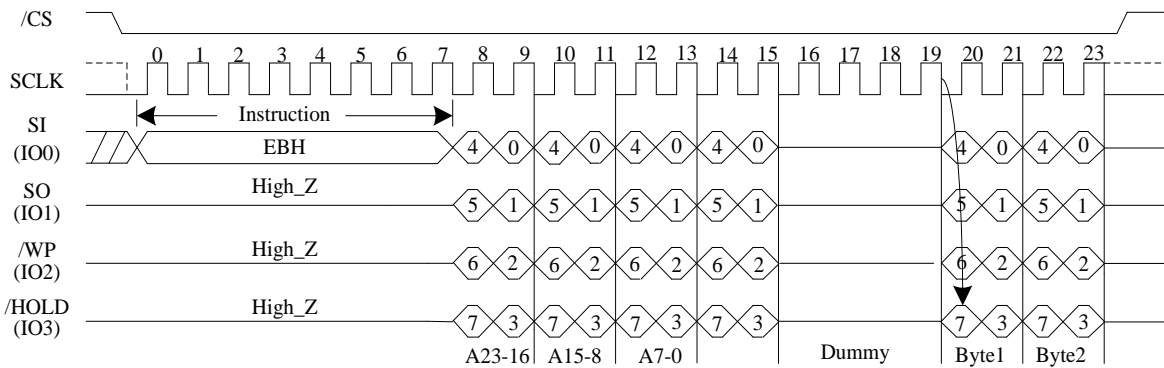 /CS
0 1 2 3 4 5 6 7 8 9 10 11 12 13 14 15 16 17 18 19 20 21 22 23
SCLK
Instruction
SI
(IO0)
EBH
4 0 4 0 4 0 4 0 4 0 4 0
SO
(IO1)
High_Z
5 1 5 1 5 1 5 1 5 1 5 1
/WP
(IO2)
High_Z
6 2 6 2 6 2 6 2 6 2 6 2
/HOLD
(IO3)
High_Z
7 3 7 3 7 3 7 3 7 3 7 3
A23-16 A15-8 A7-0 Dummy Byte1 Byte2